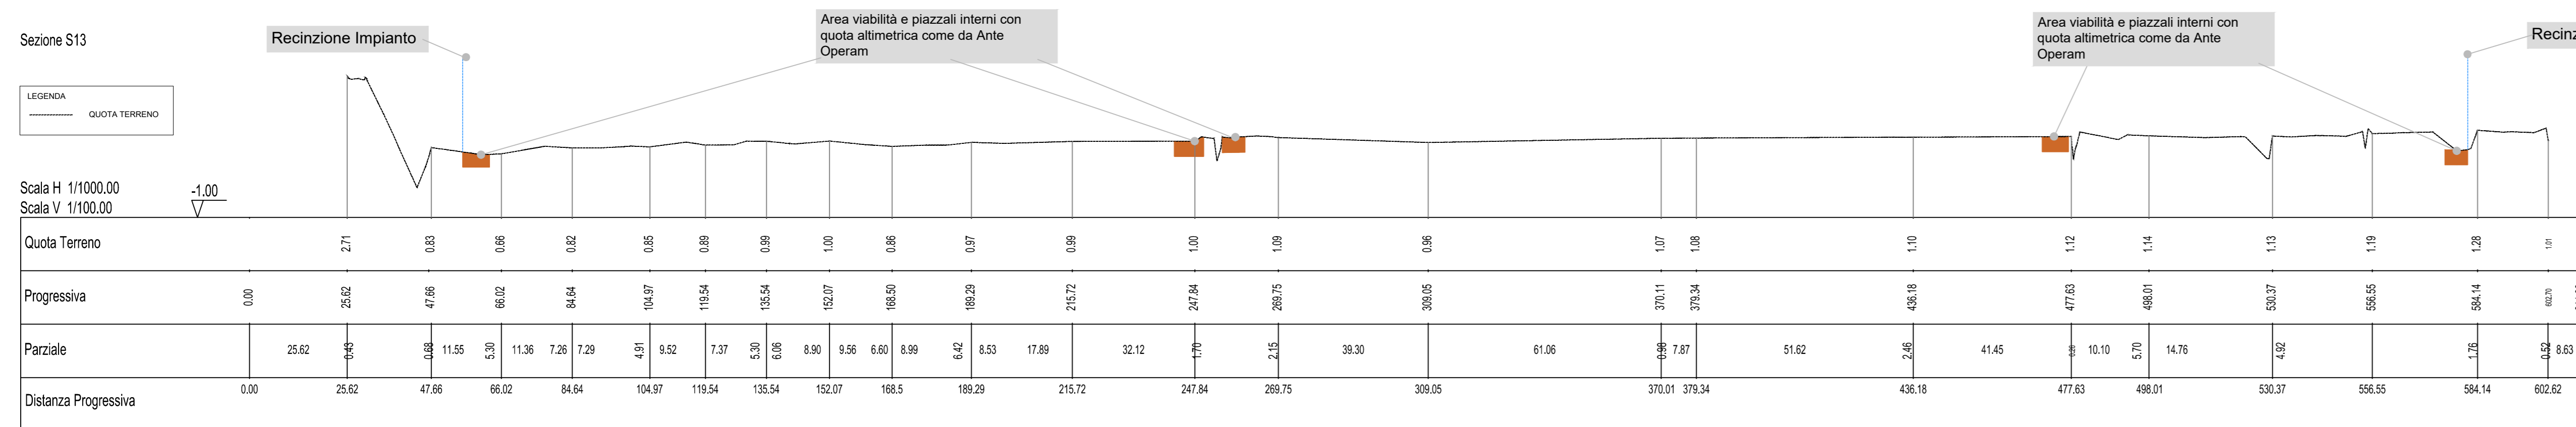 Sezione S13
Recinzione Impianto
Area viabilità e piazzali interni con
quota altimetrica come da Ante
Operam
Area viabilità e piazzali interni con
quota altimetrica come da Ante
Operam
LEGENDA
QUOTA TERRENO
Scala H 1/1000.00
Scala V 1/100.00
-1.00
Quota Terreno 2.71 0.83 0.66 0.82 0.85 0.89 0.99 1.00 0.86 0.97 0.99 1.00 1.09 0.96 1.07 1.08 1.10 1.12 1.14 1.13 1.19 1.28 1.01
Progressiva 0.00 25.62 47.66 66.02 84.64 104.97 119.54 135.54 152.07 168.50 189.29 215.72 247.84 269.75 309.05 370.11 379.34 436.18 477.63 498.01 530.37 556.55 584.14 602.70
Parziale 25.62 0.43 0.68 11.55 5.30 11.36 7.26 7.29 4.91 9.52 7.37 5.30 6.06 8.90 9.56 6.60 8.99 6.42 8.53 17.89 32.12 1.70 2.15 39.30 61.06 0.96 7.87 51.62 2.46 41.45 10.10 5.70 14.76 4.92 1.76 0.52 8.63
Distanza Progressiva 0.00 25.62 47.66 66.02 84.64 104.97 119.54 135.54 152.07 168.5 189.29 215.72 247.84 269.75 309.05 370.01 379.34 436.18 477.63 498.01 530.37 556.55 584.14 602.62